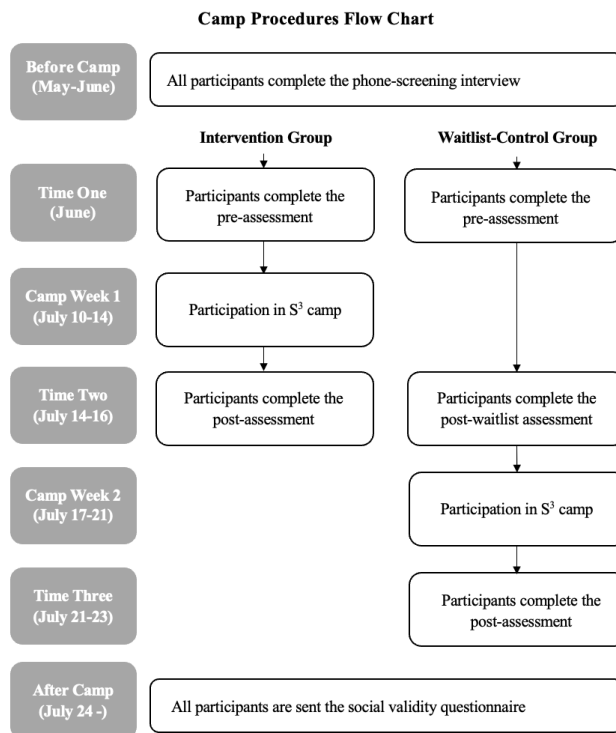 Camp Procedures Flow Chart
Before Camp
(May-June)
All participants complete the phone-screening interview
Intervention Group
Waitlist-Control Group
Time One
(June)
Participants complete the
pre-assessment
Participants complete the
pre-assessment
Camp Week 1
(July 10-14)
Participation in S³ camp
Time Two
(July 14-16)
Participants complete the
post-assessment
Participants complete the
post-waitlist assessment
Camp Week 2
(July 17-21)
Participation in S³ camp
Time Three
(July 21-23)
Participants complete the
post-assessment
After Camp
(July 24 -)
All participants are sent the social validity questionnaire